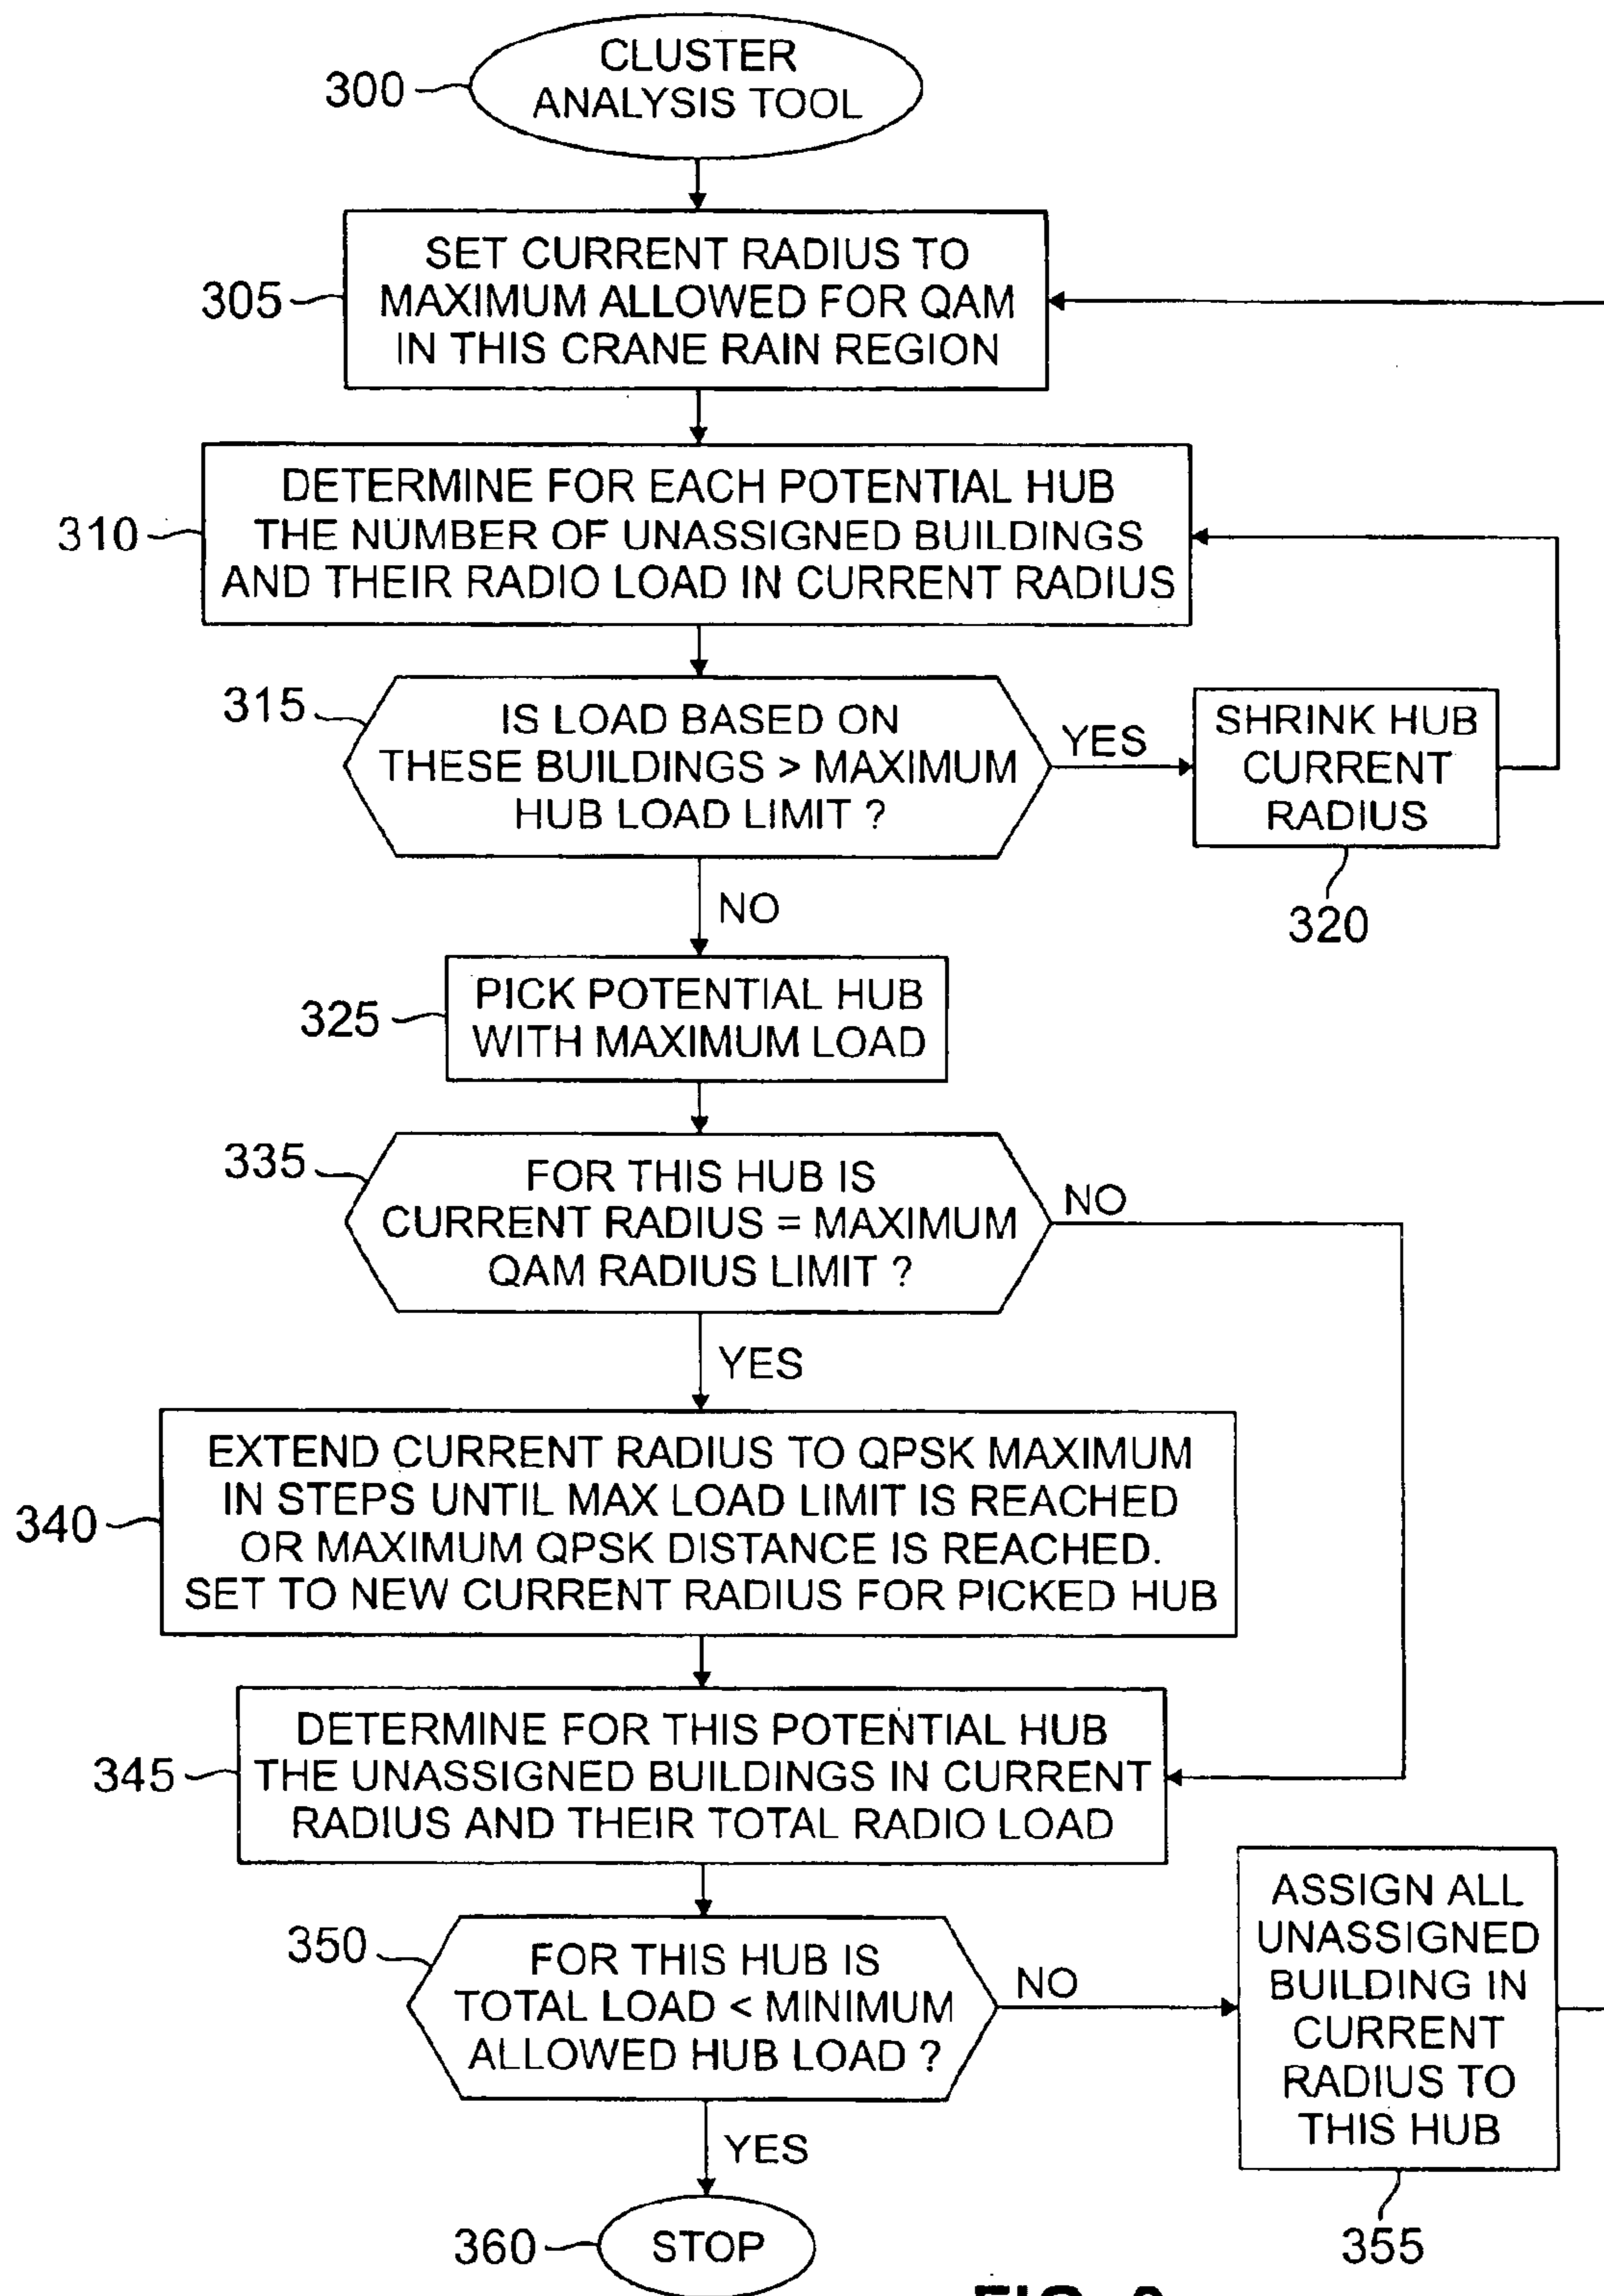 CLUSTER
ANALYSIS TOOL
300
SET CURRENT RADIUS TO
MAXIMUM ALLOWED FOR QAM
IN THIS CRANE RAIN REGION
305
DETERMINE FOR EACH POTENTIAL HUB
THE NUMBER OF UNASSIGNED BUILDINGS
AND THEIR RADIO LOAD IN CURRENT RADIUS
310
315
IS LOAD BASED ON
THESE BUILDINGS > MAXIMUM
HUB LOAD LIMIT ?
YES
SHRINK HUB
CURRENT
RADIUS
320
NO
PICK POTENTIAL HUB
WITH MAXIMUM LOAD
325
335
FOR THIS HUB IS
CURRENT RADIUS = MAXIMUM
QAM RADIUS LIMIT ?
NO
YES
EXTEND CURRENT RADIUS TO QPSK MAXIMUM
IN STEPS UNTIL MAX LOAD LIMIT IS REACHED
OR MAXIMUM QPSK DISTANCE IS REACHED.
SET TO NEW CURRENT RADIUS FOR PICKED HUB
340
DETERMINE FOR THIS POTENTIAL HUB
THE UNASSIGNED BUILDINGS IN CURRENT
RADIUS AND THEIR TOTAL RADIO LOAD
345
350
FOR THIS HUB IS
TOTAL LOAD < MINIMUM
ALLOWED HUB LOAD ?
NO
ASSIGN ALL
UNASSIGNED
BUILDING IN
CURRENT
RADIUS TO
THIS HUB
355
YES
STOP
360